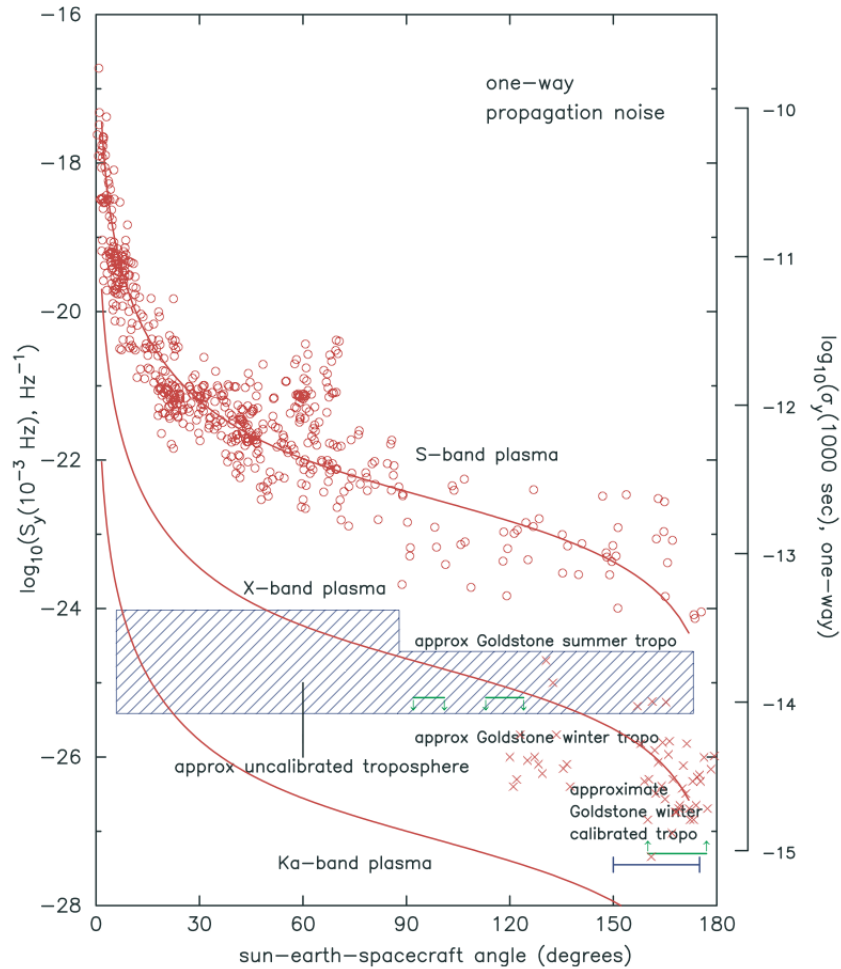 one−way
propagation noise
−16
−18
−20
−22
−24
−26
−28
log10(Sy(10−3 Hz), Hz−1)
−10
−11
−12
−13
−14
−15
log10(σy(1000 sec), one−way)
S−band plasma
X−band plasma
approx Goldstone summer tropo
approx Goldstone winter tropo
approx uncalibrated troposphere
approximate
Goldstone winter
calibrated tropo
Ka−band plasma
0
30
60
90
120
150
180
sun−earth−spacecraft angle (degrees)